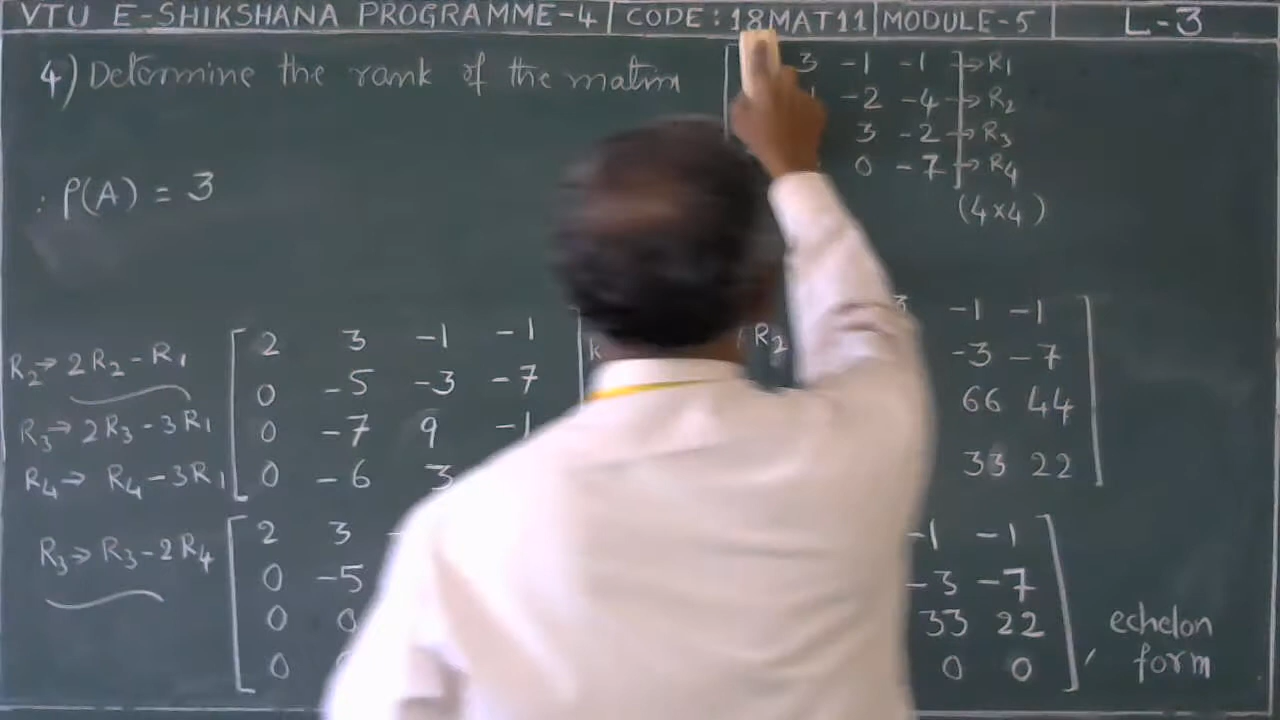 VTU E-SHIKSHANA PROGRAMME-4 | CODE: 18MAT11 | MODULE-5 | L-3
4) Determine the rank of the matrix
3 -1 -1 → R1
-2 -4 → R2
3 -2 → R3
0 -7 → R4
(4×4)
∴ ρ(A) = 3
R2→ 2R2-R1
R3→ 2R3-3R1
R4→ R4-3R1
2 3 -1 -1
0 -5 -3 -7
0 -7 9 -1
0 -6 3
R2
-1 -1
-3 -7
66 44
33 22
R3→ R3-2R4
2 3
0 -5
0 0
0
-1 -1
-3 -7
33 22
0 0
, echelon
form